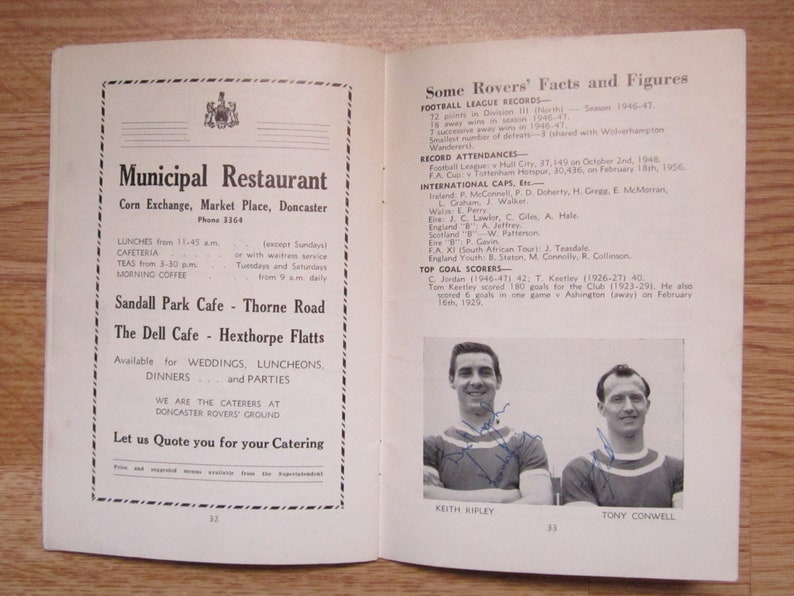 Municipal Restaurant
Corn Exchange, Market Place, Doncaster
Phone 3364
LUNCHES from 11-45 a.m. . . (except Sundays)
CAFETERIA . . . . . or with waitress service
TEAS from 3-30 p.m. . . Tuesdays and Saturdays
MORNING COFFEE . . . from 9 a.m. daily
Sandall Park Cafe - Thorne Road
The Dell Cafe - Hexthorpe Flatts
Available for WEDDINGS, LUNCHEONS,
DINNERS . . . and PARTIES
WE ARE THE CATERERS AT
DONCASTER ROVERS' GROUND
Let us Quote you for your Catering
Price and suggested menus available from the Superintendent
32
Some Rovers' Facts and Figures
FOOTBALL LEAGUE RECORDS—
72 points in Division III (North) — Season 1946-47.
18 away wins in season 1946-47.
7 successive away wins in 1946-47.
Smallest number of defeats—3 (shared with Wolverhampton
Wanderers).
RECORD ATTENDANCES—
Football League: v Hull City, 37,149 on October 2nd, 1948.
F.A. Cup: v Tottenham Hotspur, 30,436, on February 18th, 1956.
INTERNATIONAL CAPS, Etc.—
Ireland: P. McConnell, P. D. Doherty, H. Gregg, E. McMorran,
L. Graham, J. Walker.
Wales: E. Perry.
Eire: J. C. Lawlor, C. Giles, A. Hale.
England "B": A. Jeffrey.
Scotland "B"—W. Patterson.
Eire "B": P. Gavin.
F.A. XI (South African Tour): J. Teasdale.
England Youth: B. Staton, M. Connolly, R. Collinson.
TOP GOAL SCORERS—
C. Jordan (1946-47) 42; T. Keetley (1926-27) 40.
Tom Keetley scored 180 goals for the Club (1923-29). He also
scored 6 goals in one game v Ashington (away) on February
16th, 1929.
KEITH RIPLEY
TONY CONWELL
33